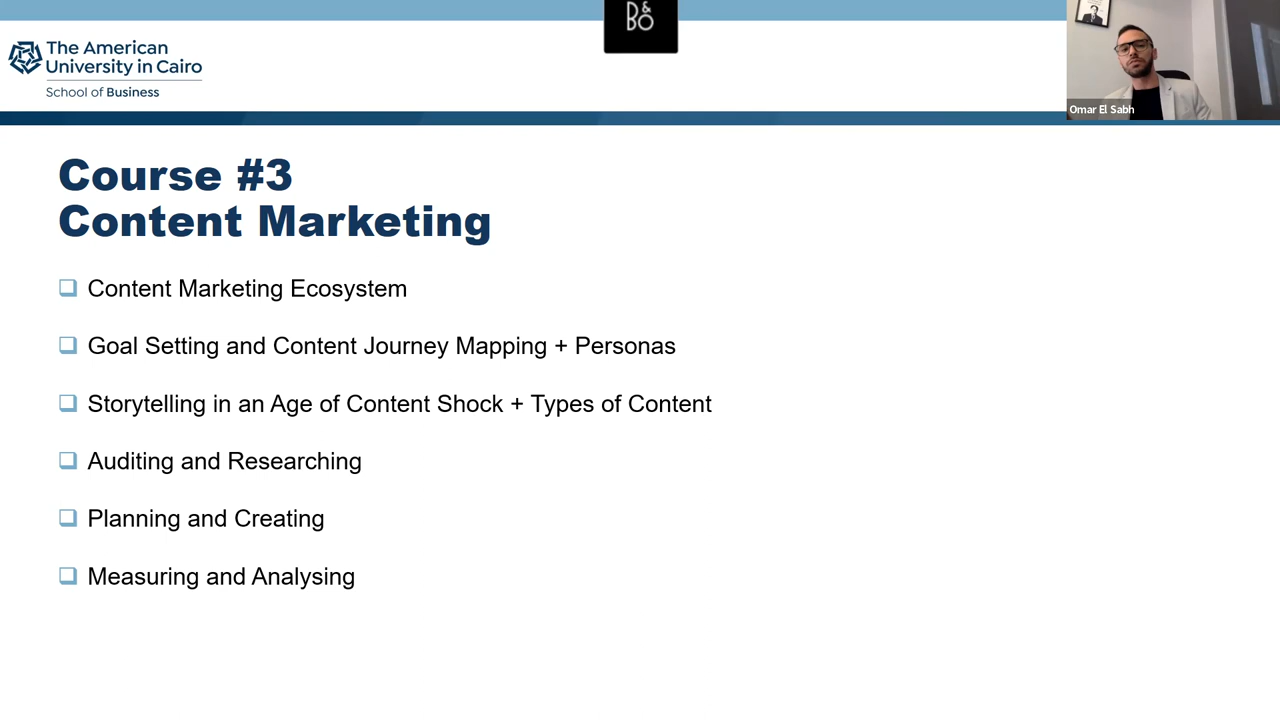 B&
BO
The American
University in Cairo
School of Business
Omar El Sabh
Course #3
Content Marketing
Content Marketing Ecosystem
Goal Setting and Content Journey Mapping + Personas
Storytelling in an Age of Content Shock + Types of Content
Auditing and Researching
Planning and Creating
Measuring and Analysing